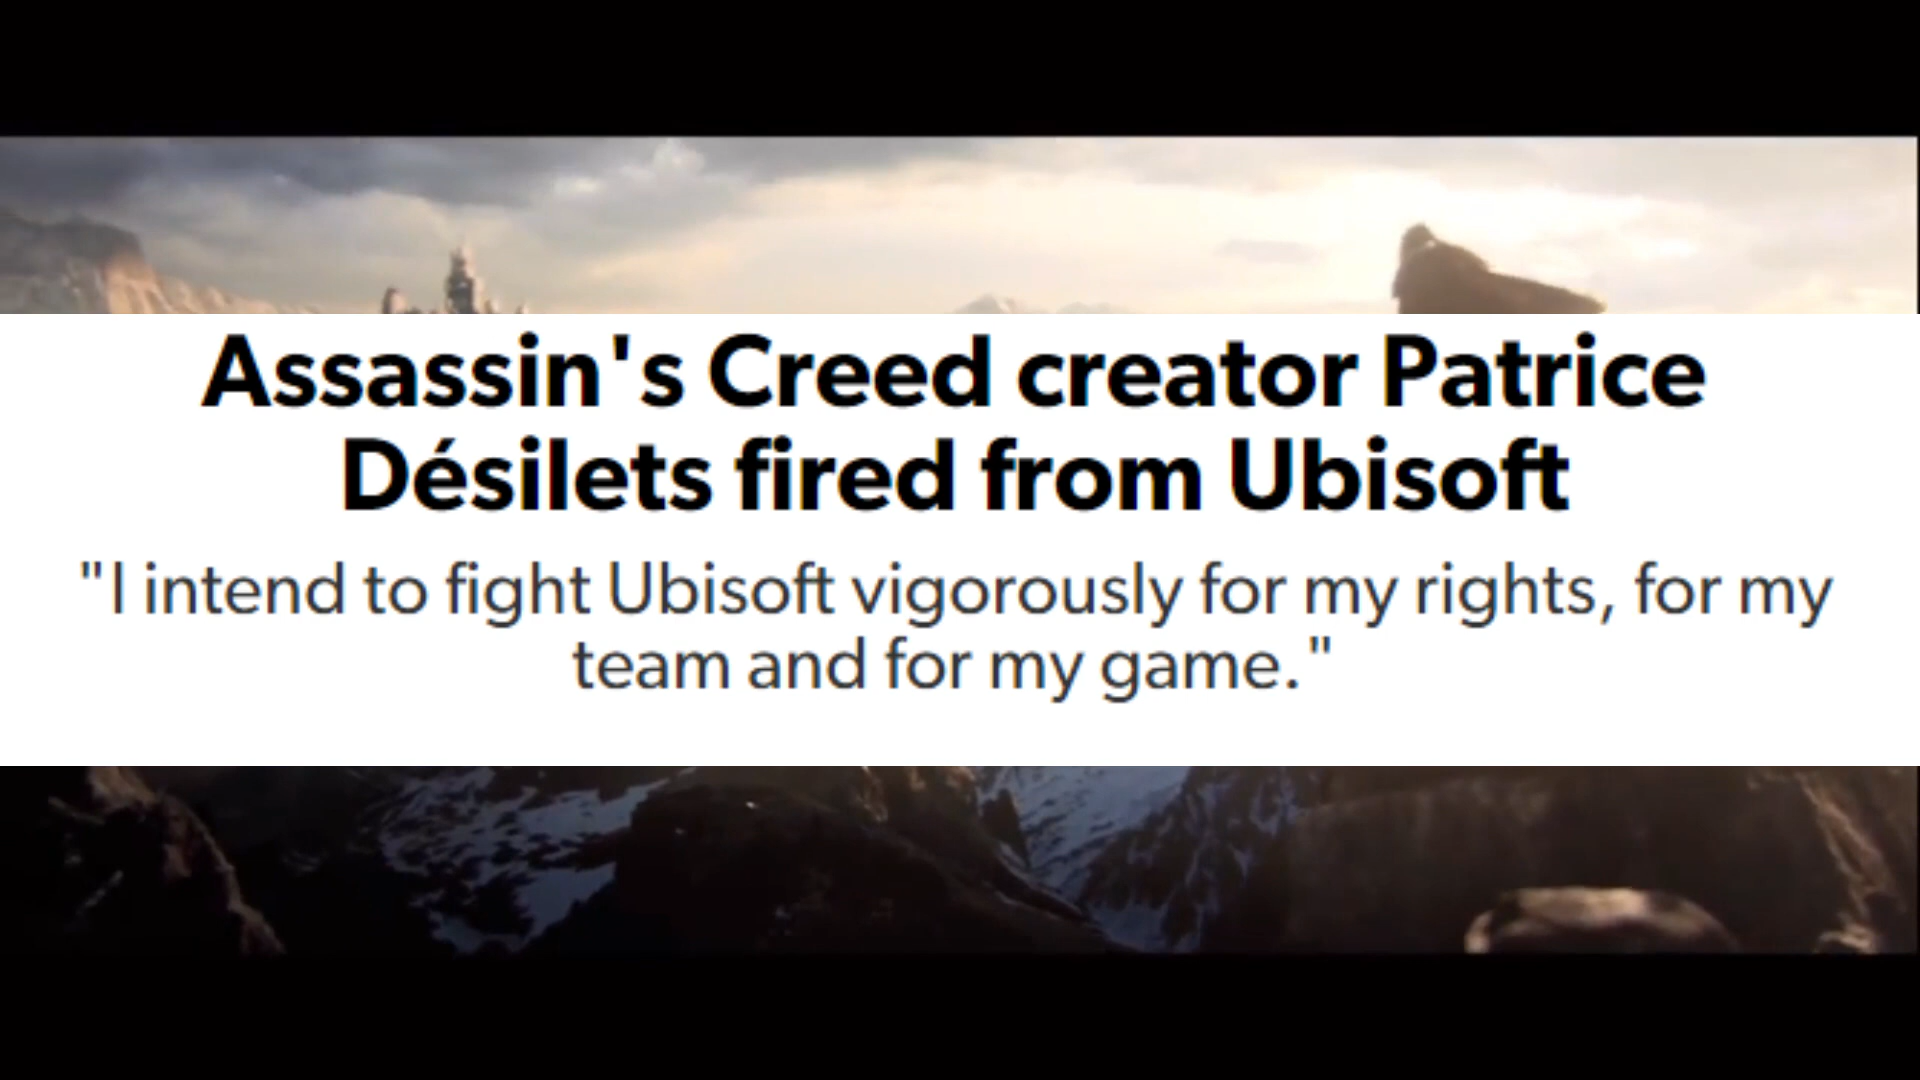 Assassin's Creed creator Patrice
Désilets fired from Ubisoft
"I intend to fight Ubisoft vigorously for my rights, for my
team and for my game."